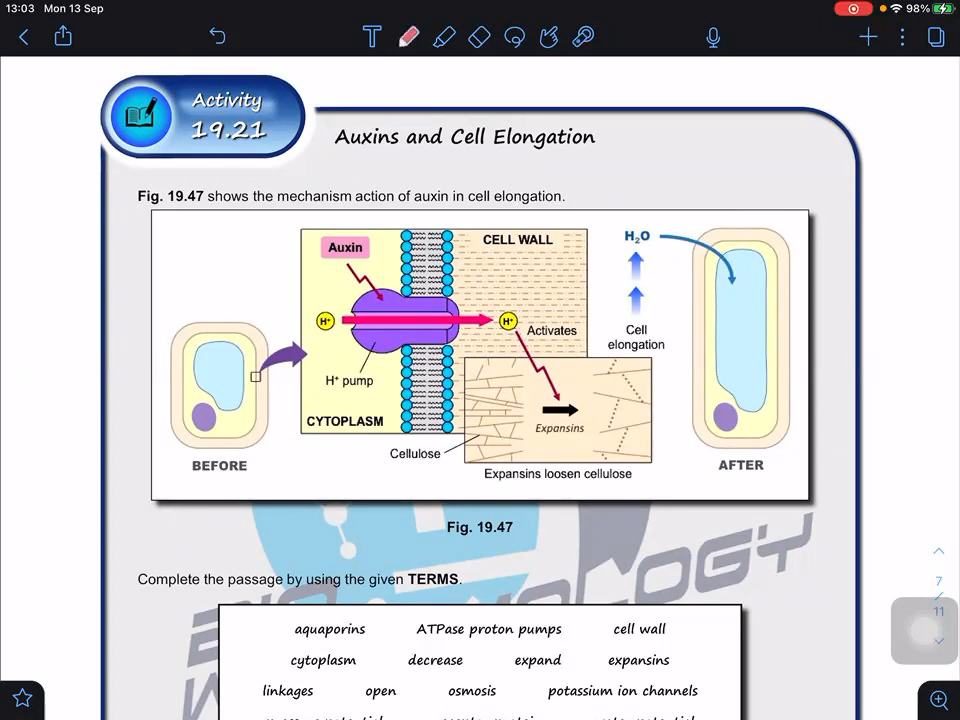 13:03 Mon 13 Sep
98%
Activity
19.21
Auxins and Cell Elongation
Fig. 19.47 shows the mechanism action of auxin in cell elongation.
Auxin
CELL WALL
H₂O
H⁺
H⁺
Activates
Cell
elongation
H⁺ pump
Expansins
CYTOPLASM
Cellulose
BEFORE
Expansins loosen cellulose
AFTER
Fig. 19.47
Complete the passage by using the given TERMS.
aquaporins ATPase proton pumps cell wall
cytoplasm decrease expand expansins
linkages open osmosis potassium ion channels
7
/
11